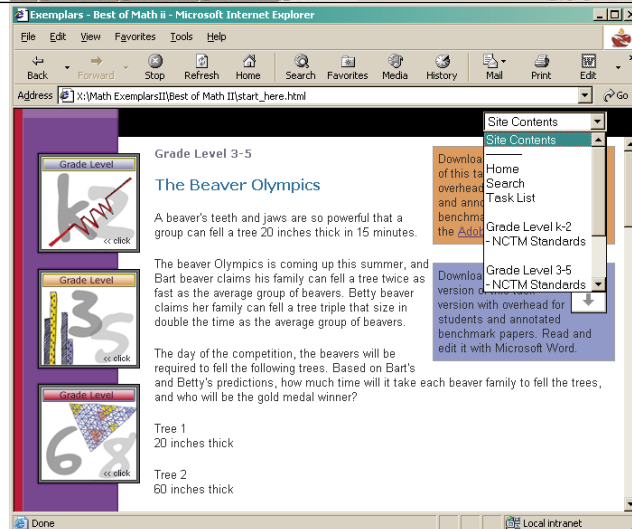 Exemplars - Best of Math ii - Microsoft Internet Explorer
File Edit View Favorites Tools Help
Back Forward Stop Refresh Home Search Favorites Media History Mail Print Edit
Address X:\Math ExemplarsII\Best of Math II\start_here.html Go
Site Contents
Site Contents
Home
Search
Task List
Grade Level k-2
- NCTM Standards
Grade Level 3-5
- NCTM Standards
Grade Level
k2
<< click
Grade Level
35
<< click
Grade Level
68
<< click
Grade Level 3-5
The Beaver Olympics
A beaver's teeth and jaws are so powerful that a
group can fell a tree 20 inches thick in 15 minutes.
The beaver Olympics is coming up this summer, and
Bart beaver claims his family can fell a tree twice as
fast as the average group of beavers. Betty beaver
claims her family can fell a tree triple that size in
double the time as the average group of beavers.
The day of the competition, the beavers will be
required to fell the following trees. Based on Bart's
and Betty's predictions, how much time will it take each beaver family to fell the trees,
and who will be the gold medal winner?
Tree 1
20 inches thick
Tree 2
60 inches thick
of this
the
version
version with overhead for
students and annotated
benchmark papers. Read and
edit it with Microsoft Word.
Done
Local intranet